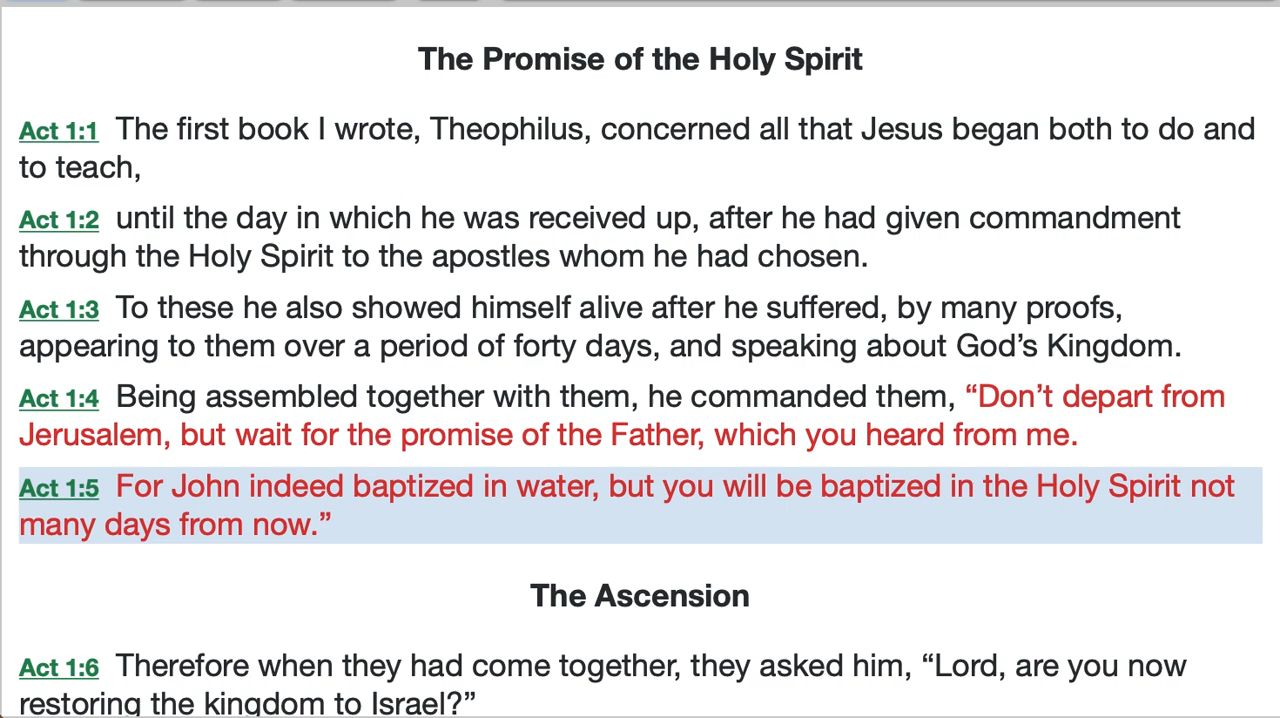 The Promise of the Holy Spirit
Act 1:1 The first book I wrote, Theophilus, concerned all that Jesus began both to do and
to teach,
Act 1:2 until the day in which he was received up, after he had given commandment
through the Holy Spirit to the apostles whom he had chosen.
Act 1:3 To these he also showed himself alive after he suffered, by many proofs,
appearing to them over a period of forty days, and speaking about God’s Kingdom.
Act 1:4 Being assembled together with them, he commanded them, “Don’t depart from
Jerusalem, but wait for the promise of the Father, which you heard from me.
Act 1:5 For John indeed baptized in water, but you will be baptized in the Holy Spirit not
many days from now.”
The Ascension
Act 1:6 Therefore when they had come together, they asked him, “Lord, are you now
restoring the kingdom to Israel?”